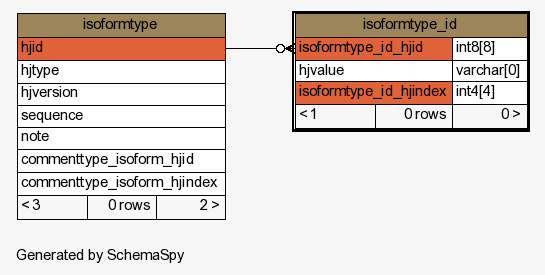 isoformtype
hjid
hjtype
hjversion
sequence
note
commenttype_isoform_hjid
commenttype_isoform_hjindex
< 3 0 rows 2 >
isoformtype_id
isoformtype_id_hjid int8[8]
hjvalue varchar[0]
isoformtype_id_hjindex int4[4]
< 1 0 rows 0 >
Generated by SchemaSpy